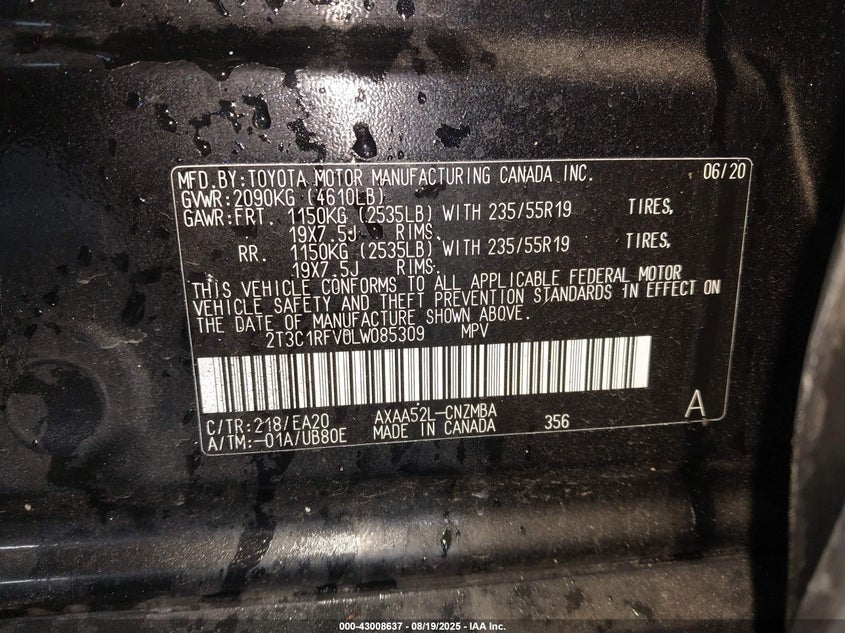 MFD.BY:TOYOTA MOTOR MANUFACTURING CANADA INC. 06/20
GVWR:2090KG (4610LB)
GAWR:FRT. 1150KG (2535LB) WITH 235/55R19 TIRES,
19X7.5J RIMS.
RR. 1150KG (2535LB) WITH 235/55R19 TIRES,
19X7.5J RIMS.
THIS VEHICLE CONFORMS TO ALL APPLICABLE FEDERAL MOTOR
VEHICLE SAFETY AND THEFT PREVENTION STANDARDS IN EFFECT ON
THE DATE OF MANUFACTURE SHOWN ABOVE.
2T3C1RFV0LW085309 MPV
C/TR:218/EA20 AXAA52L-CNZMBA A
A/TM:-01A/UB80E MADE IN CANADA 356
000-43008637 - 08/19/2025 - IAA Inc.